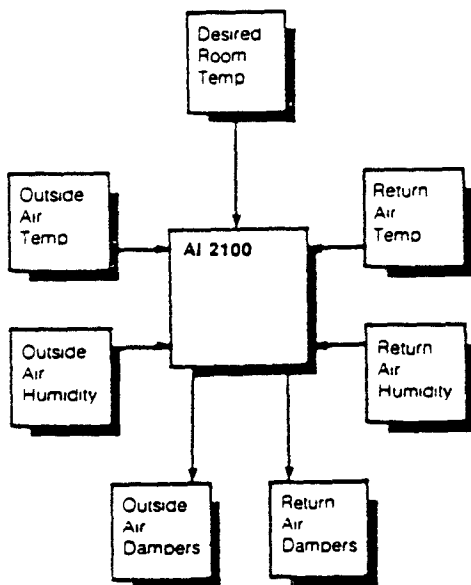 Desired
Room
Temp
Outside
Air
Temp
AI 2100
Return
Air
Temp
Outside
Air
Humidity
Return
Air
Humidity
Outside
Air
Dampers
Return
Air
Dampers